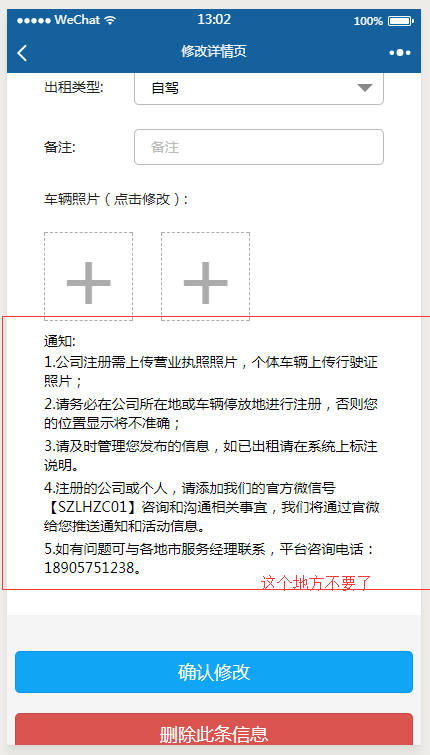 ●●●●● WeChat 13:02 100%
修改详情页
出租类型: 自驾
备注: 备注
车辆照片（点击修改）:
通知:
1.公司注册需上传营业执照照片，个体车辆上传行驶证
照片；
2.请务必在公司所在地或车辆停放地进行注册，否则您
的位置显示将不准确；
3.请及时管理您发布的信息，如已出租请在系统上标注
说明。
4.注册的公司或个人，请添加我们的官方微信号
【SZLHZC01】咨询和沟通相关事宜，我们将通过官微
给您推送通知和活动信息。
5.如有问题可与各地市服务经理联系，平台咨询电话：
18905751238。
这个地方不要了
确认修改
删除此条信息